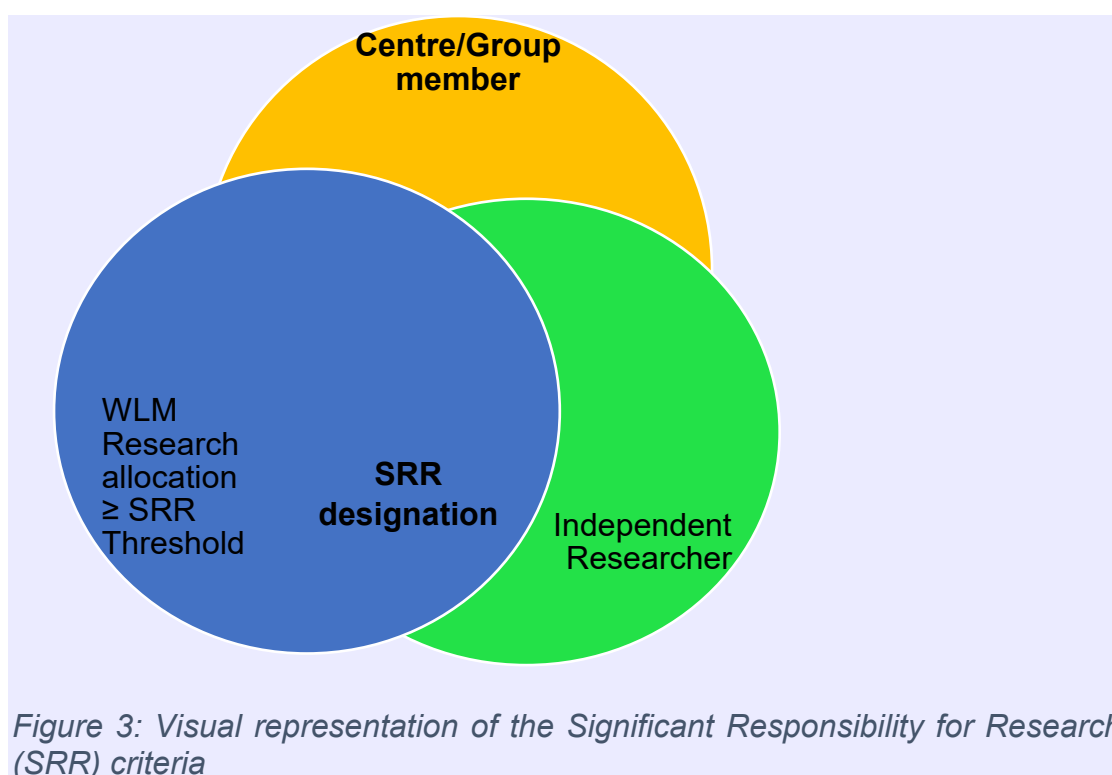 Centre/Group
member
WLM
Research
allocation
≥ SRR
Threshold
SRR
designation
Independent
Researcher
Figure 3: Visual representation of the Significant Responsibility for Research
(SRR) criteria